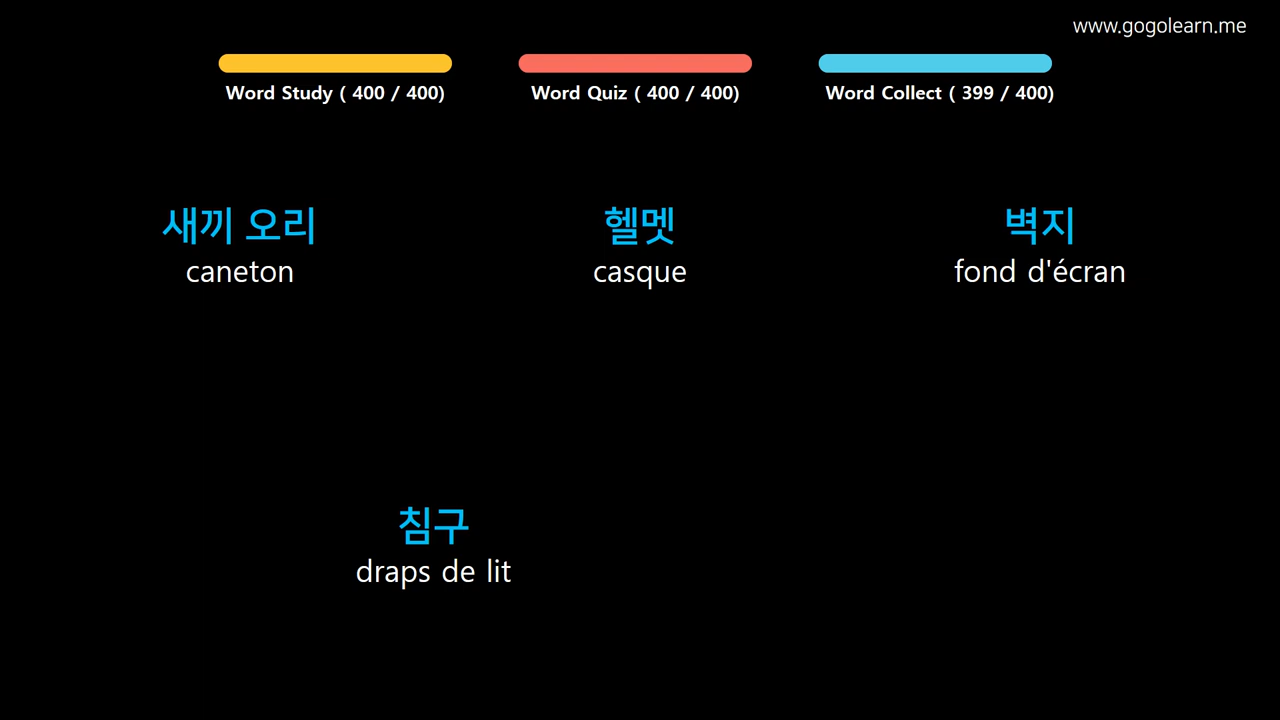 www.gogolearn.me
Word Study ( 400 / 400)
Word Quiz ( 400 / 400)
Word Collect ( 399 / 400)
새끼 오리
caneton
헬멧
casque
벽지
fond d'écran
침구
draps de lit